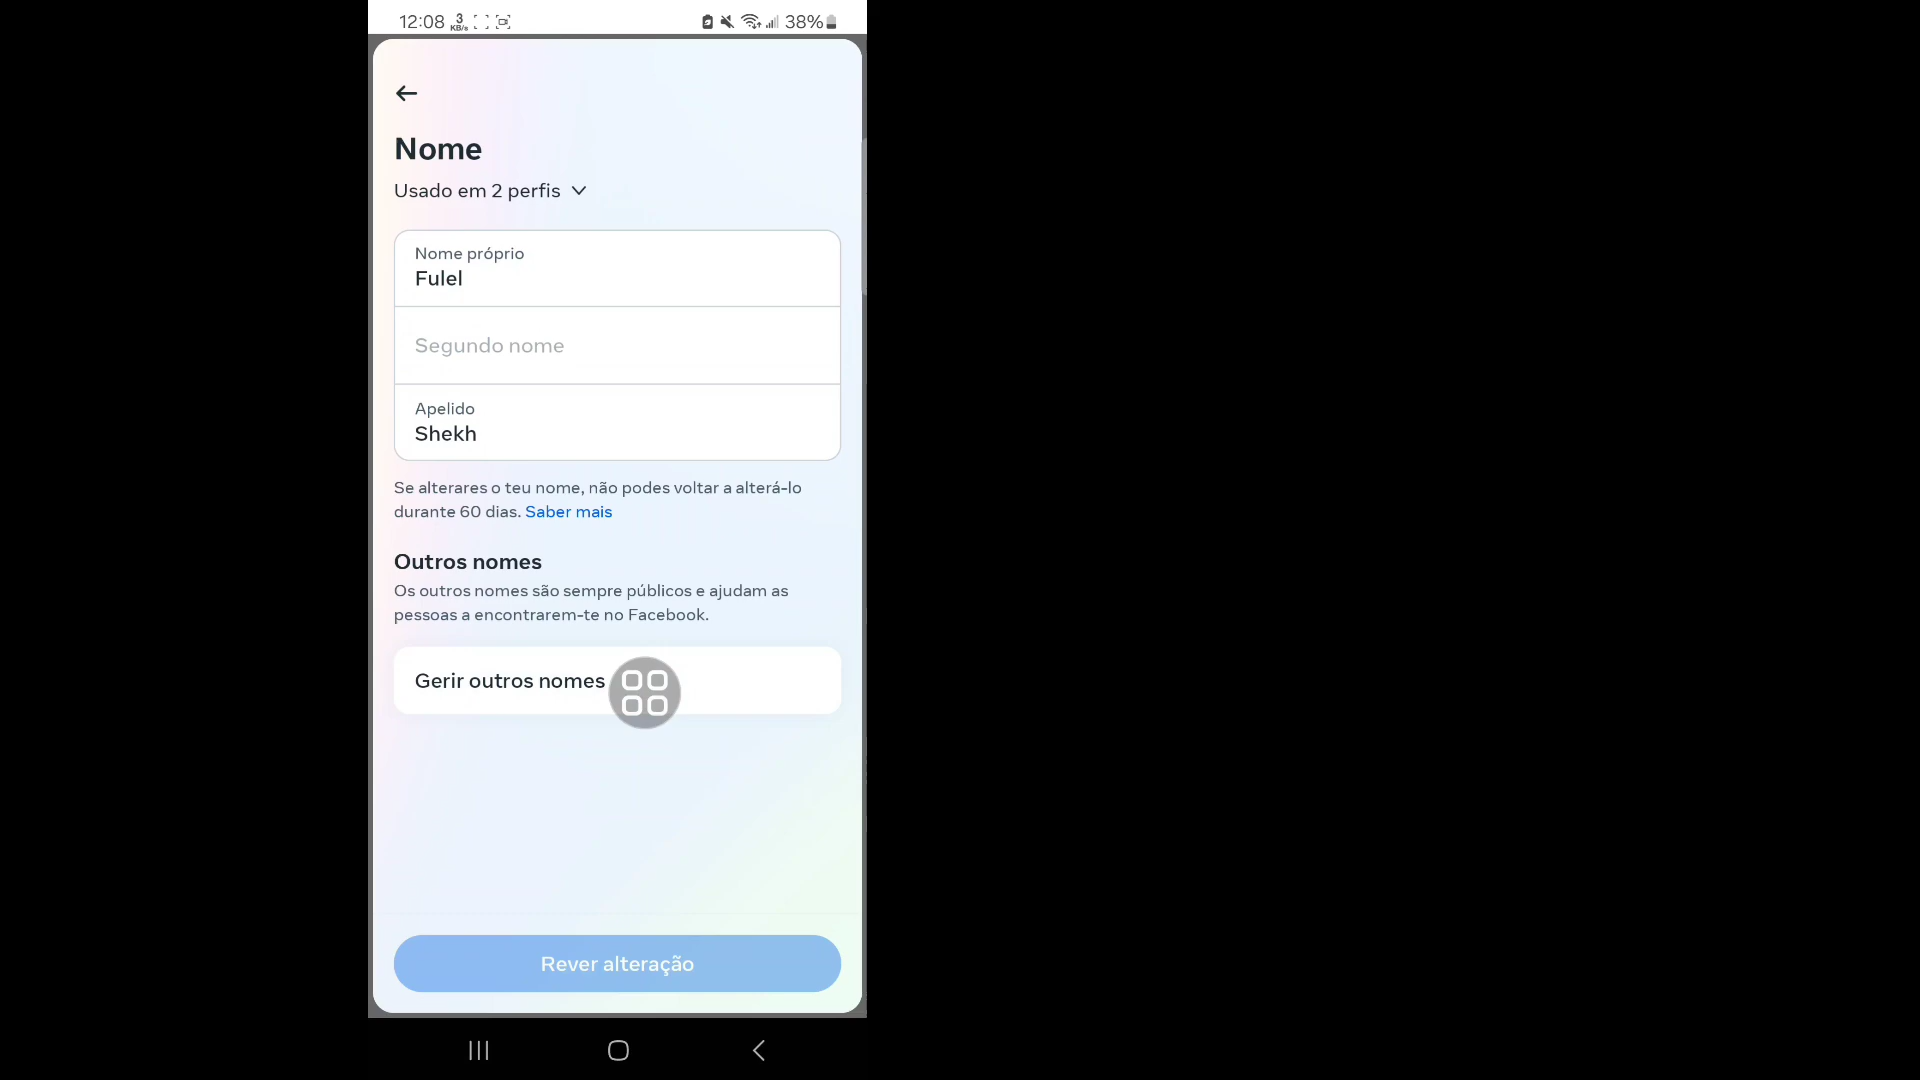 12:08 3 KB/s 38%
Nome
Usado em 2 perfis
Nome próprio
Fulel
Segundo nome
Apelido
Shekh
Se alterares o teu nome, não podes voltar a alterá-lo
durante 60 dias. Saber mais
Outros nomes
Os outros nomes são sempre públicos e ajudam as
pessoas a encontrarem-te no Facebook.
Gerir outros nomes
Rever alteração